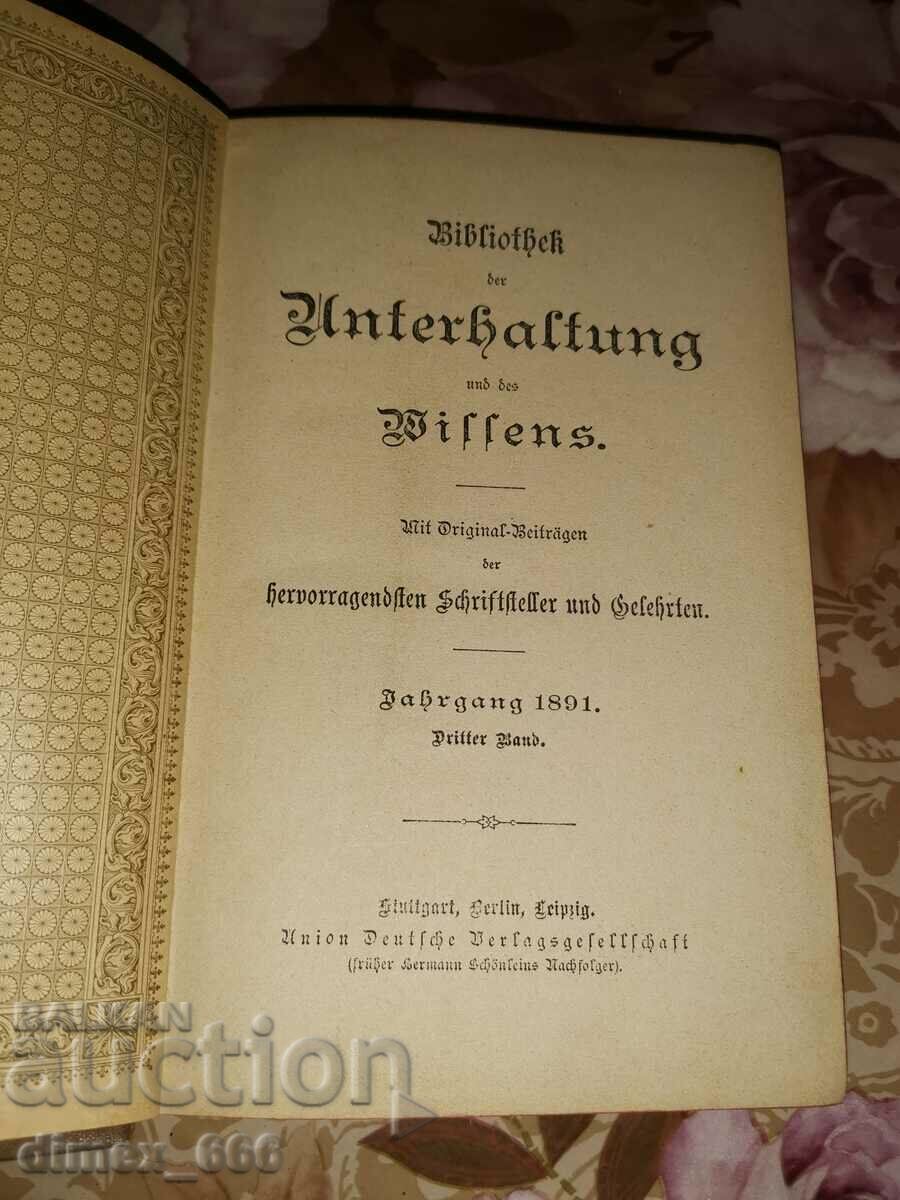 Bibliothek
der
Unterhaltung
und des
Wissens.
Mit Original-Beiträgen
der
hervorragendsten Schriftsteller und Gelehrten.
Jahrgang 1891.
Dritter Band.
Stuttgart, Berlin, Leipzig.
Union Deutsche Verlagsgesellschaft
(früher Hermann Schönleins Nachfolger).
BALKAN
auction
dimex_666